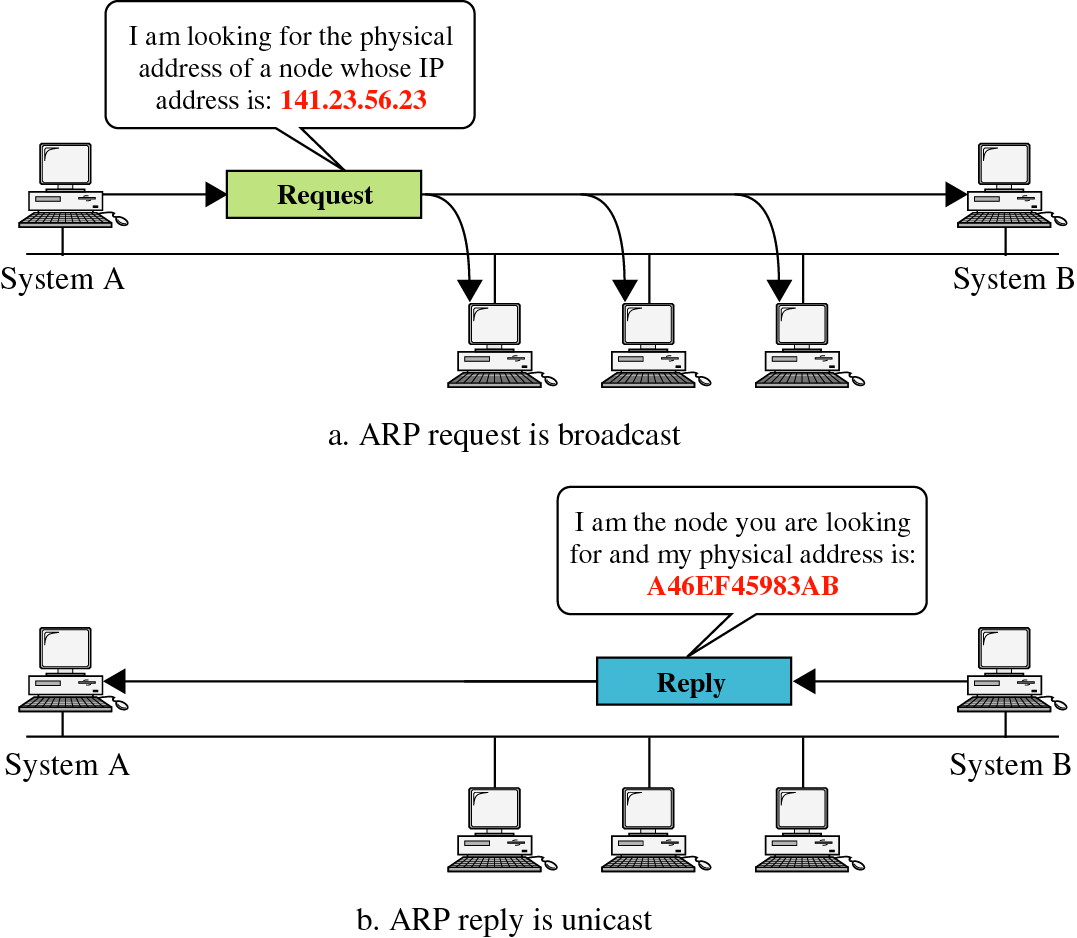 I am looking for the physical
address of a node whose IP
address is: 141.23.56.23
Request
System A
System B
a. ARP request is broadcast
I am the node you are looking
for and my physical address is:
A46EF45983AB
Reply
System A
System B
b. ARP reply is unicast